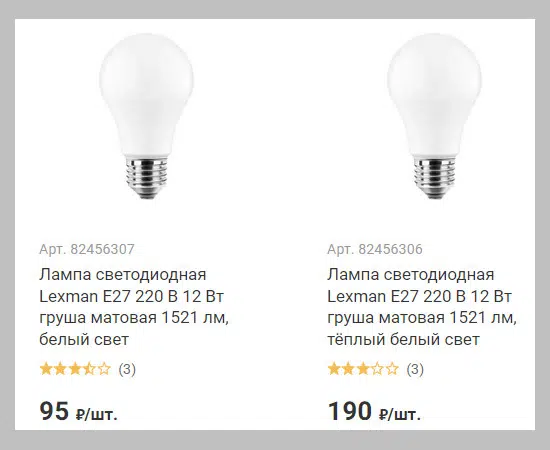 Арт. 82456307
Лампа светодиодная
Lexman E27 220 В 12 Вт
груша матовая 1521 лм,
белый свет
(3)
95 ₽/шт.
Арт. 82456306
Лампа светодиодная
Lexman E27 220 В 12 Вт
груша матовая 1521 лм,
тёплый белый свет
(3)
190 ₽/шт.